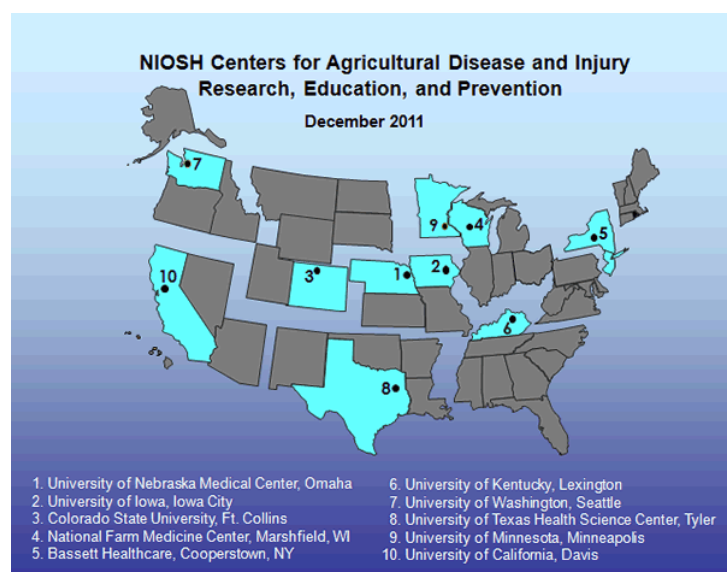 NIOSH Centers for Agricultural Disease and Injury
Research, Education, and Prevention
December 2011
7
9
4
5
10
3
1
2
6
8
1. University of Nebraska Medical Center, Omaha
2. University of Iowa, Iowa City
3. Colorado State University, Ft. Collins
4. National Farm Medicine Center, Marshfield, WI
5. Bassett Healthcare, Cooperstown, NY
6. University of Kentucky, Lexington
7. University of Washington, Seattle
8. University of Texas Health Science Center, Tyler
9. University of Minnesota, Minneapolis
10. University of California, Davis